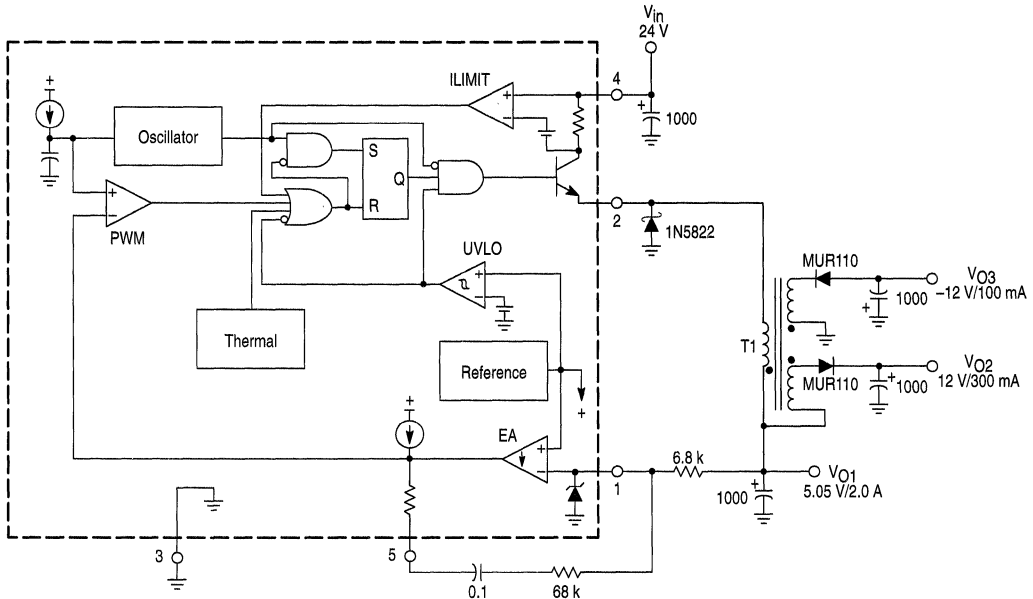 Vin
24 V
4
ILIMIT
+
−
+
1000
+
Oscillator
S
Q
R
+
−
PWM
2
1N5822
UVLO
+
−
MUR110
VO3
−12 V/100 mA
1000
+
Thermal
T1
Reference
+
VO2
12 V/300 mA
MUR110
+
1000
+
EA
+
−
6.8 k
1
VO1
5.05 V/2.0 A
+
1000
3
5
0.1
68 k